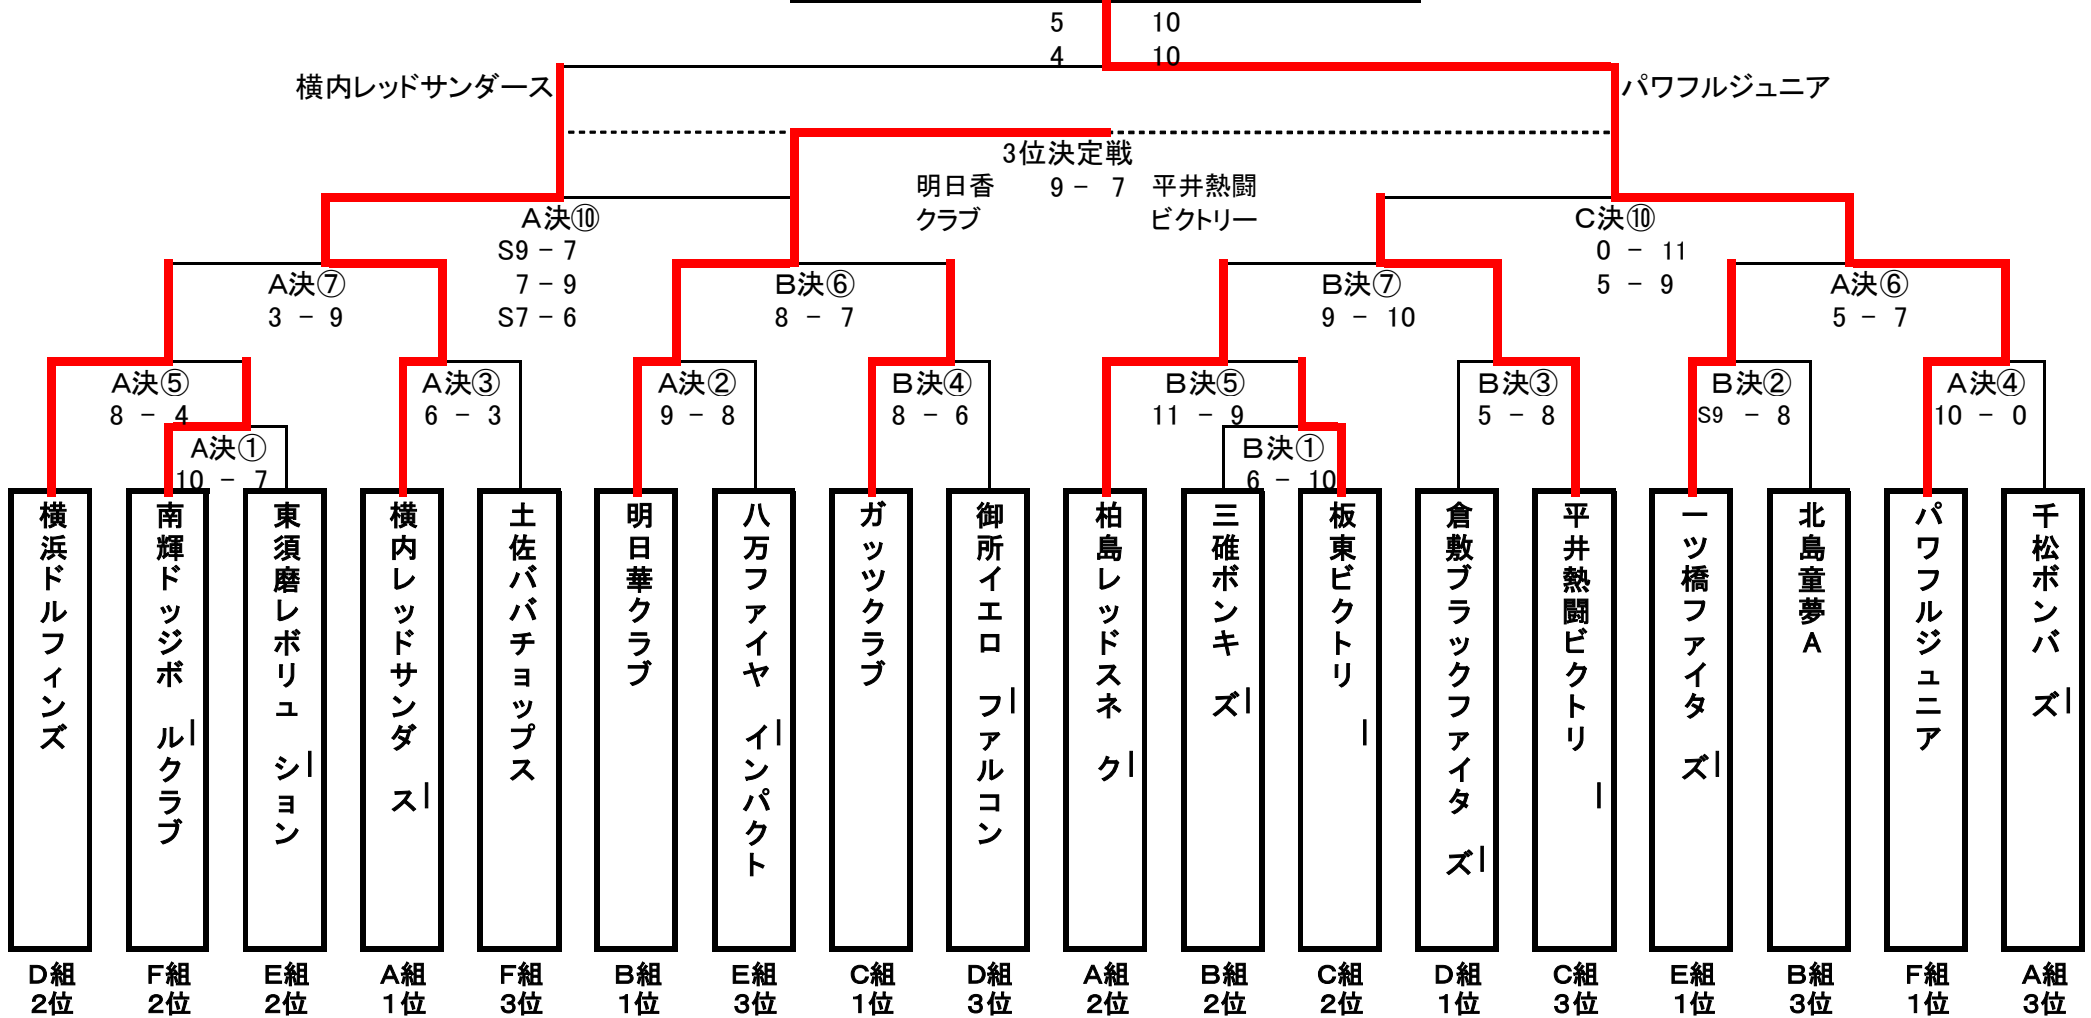 5 10
4 10
横内レッドサンダース
パワフルジュニア
3位決定戦
明日香 9 － 7 平井熱闘
クラブ ビクトリー
A決⑩
S9 － 7
7 － 9
S7 － 6
C決⑩
0 － 11
5 － 9
A決⑦
3 － 9
B決⑥
8 － 7
B決⑦
9 － 10
A決⑥
5 － 7
A決⑤
8 － 4
A決③
6 － 3
A決②
9 － 8
B決④
8 － 6
B決⑤
11 － 9
B決③
5 － 8
B決②
S9 － 8
A決④
10 － 0
A決①
10 － 7
B決①
6 － 10
横浜ドルフィンズ
南輝ドッジボールクラブ
東須磨レボリューション
横内レッドサンダース
土佐ババチョップス
明日華クラブ
八万ファイヤーインパクト
ガッツクラブ
御所イエローファルコン
柏島レッドスネーク
三碓ボンキーズ
板東ビクトリー
倉敷ブラックファイターズ
平井熱闘ビクトリー
一ツ橋ファイターズ
北島童夢A
パワフルジュニア
千松ボンバーズ
D組 F組 E組 A組 F組 B組 E組 C組 D組 A組 B組 C組 D組 C組 E組 B組 F組 A組
2位 2位 2位 1位 3位 1位 3位 1位 3位 2位 2位 2位 1位 3位 1位 3位 1位 3位